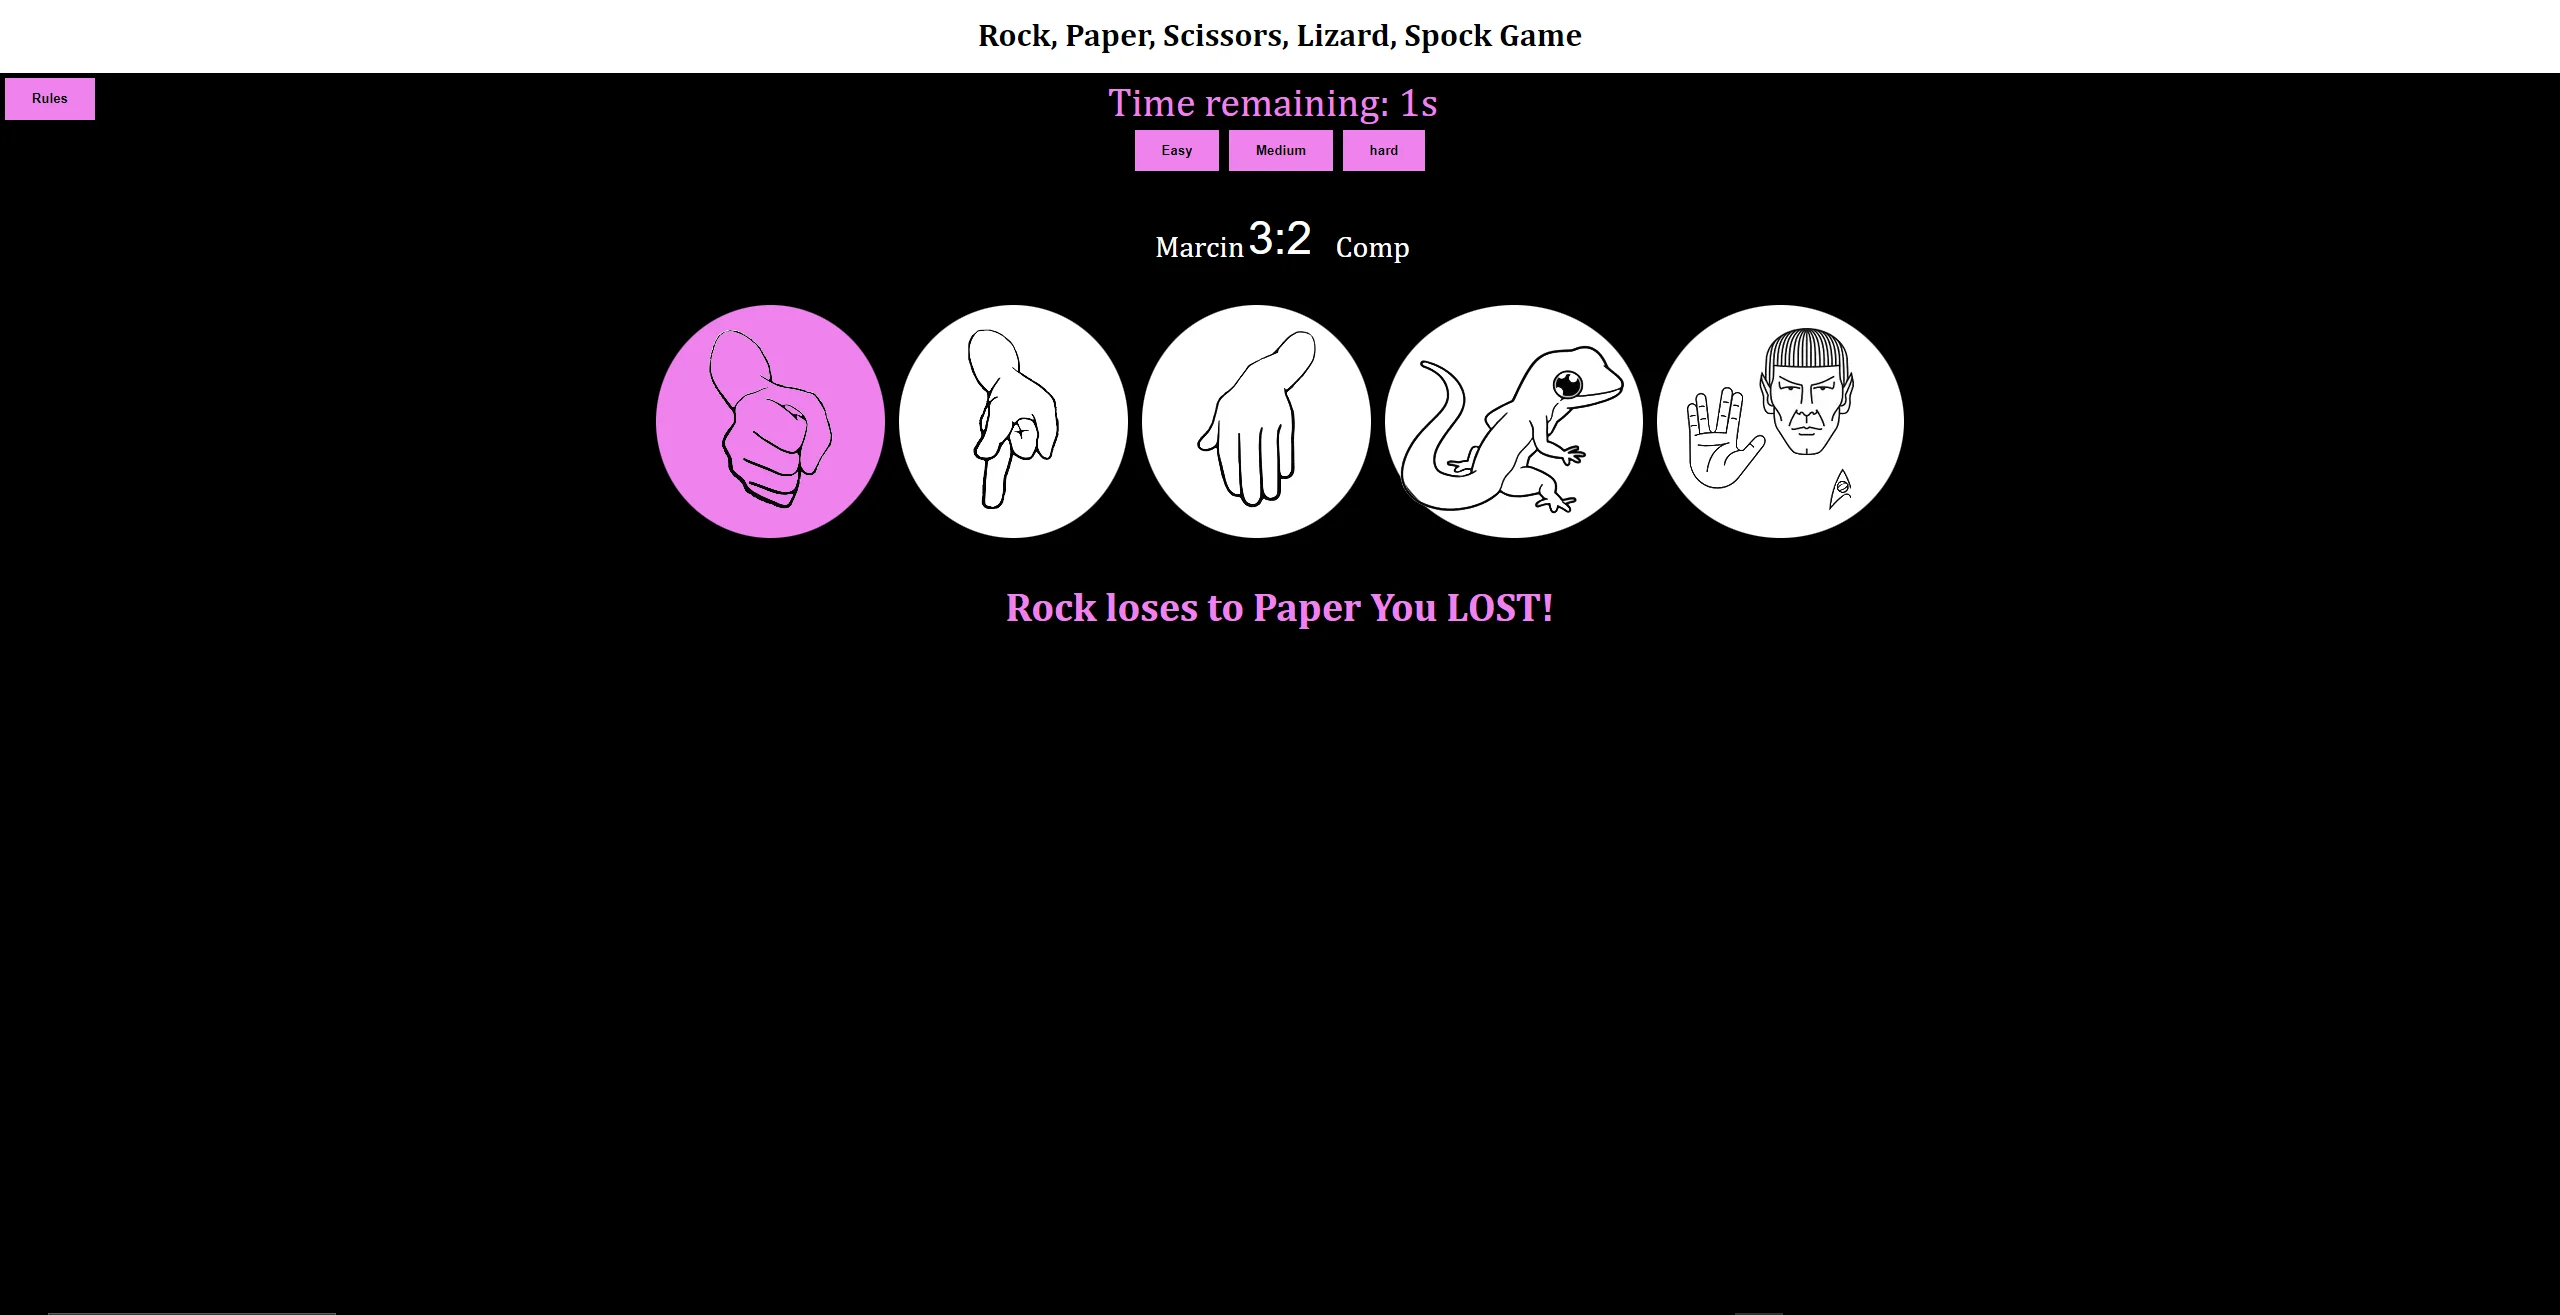 Rock, Paper, Scissors, Lizard, Spock Game
Rules
Time remaining: 1s
Easy Medium hard
Marcin 3:2 Comp
Rock loses to Paper You LOST!